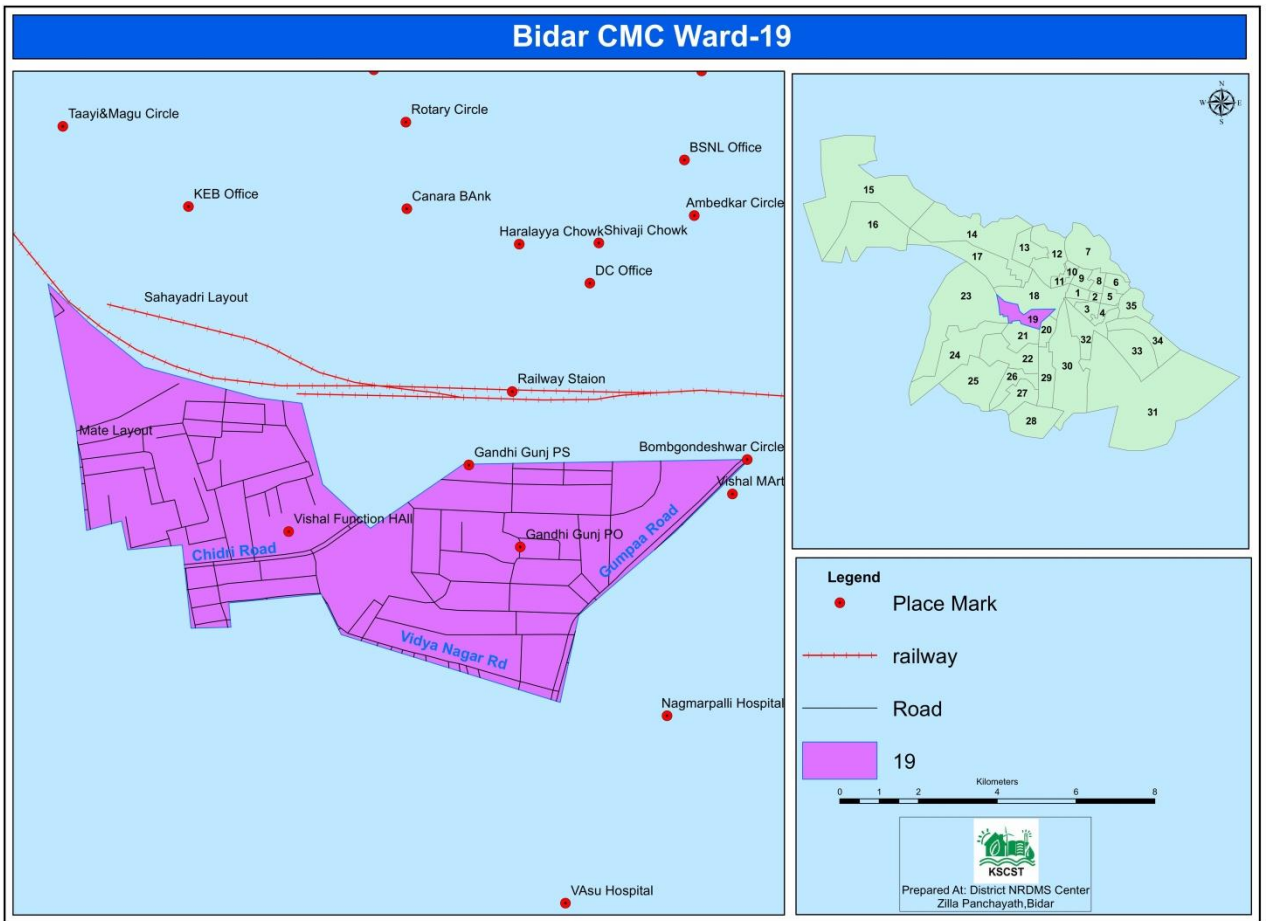 Bidar CMC Ward-19
Taayi&Magu Circle
Rotary Circle
BSNL Office
KEB Office
Canara BAnk
Ambedkar Circle
Haralayya Chowk
Shivaji Chowk
DC Office
Sahayadri Layout
Railway Staion
Mate Layout
Gandhi Gunj PS
Bombgondeshwar Circle
Vishal MArt
Vishal Function HAll
Gandhi Gunj PO
Chidri Road
Gumpaa Road
Vidya Nagar Rd
Nagmarpalli Hospital
VAsu Hospital
N
W E
S
15
16
14
13
12
7
17
10
9
8
6
11
18
1
2
5
23
3
4
35
19
20
21
32
34
33
24
22
30
25
26
29
27
28
31
Legend
Place Mark
railway
Road
19
Kilometers
0 1 2 4 6 8
KSCST
Prepared At: District NRDMS Center
Zilla Panchayath,Bidar